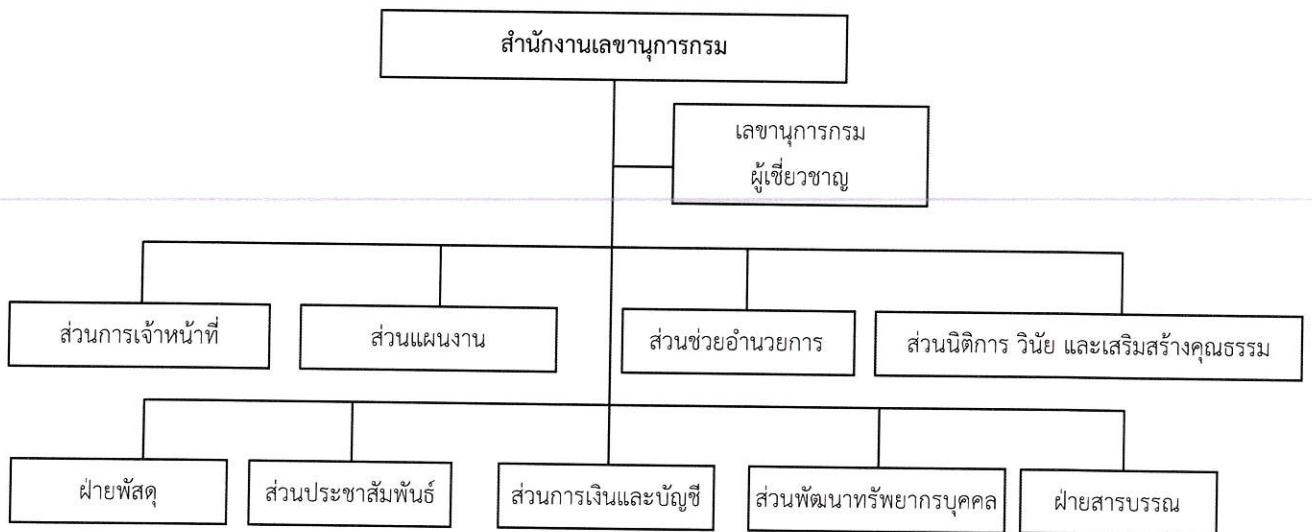 สำนักงานเลขานุการกรม
เลขานุการกรม
ผู้เชี่ยวชาญ
ส่วนการเจ้าหน้าที่
ส่วนแผนงาน
ส่วนช่วยอำนวยการ
ส่วนนิติการ วินัย และเสริมสร้างคุณธรรม
ฝ่ายพัสดุ
ส่วนประชาสัมพันธ์
ส่วนการเงินและบัญชี
ส่วนพัฒนาทรัพยากรบุคคล
ฝ่ายสารบรรณ